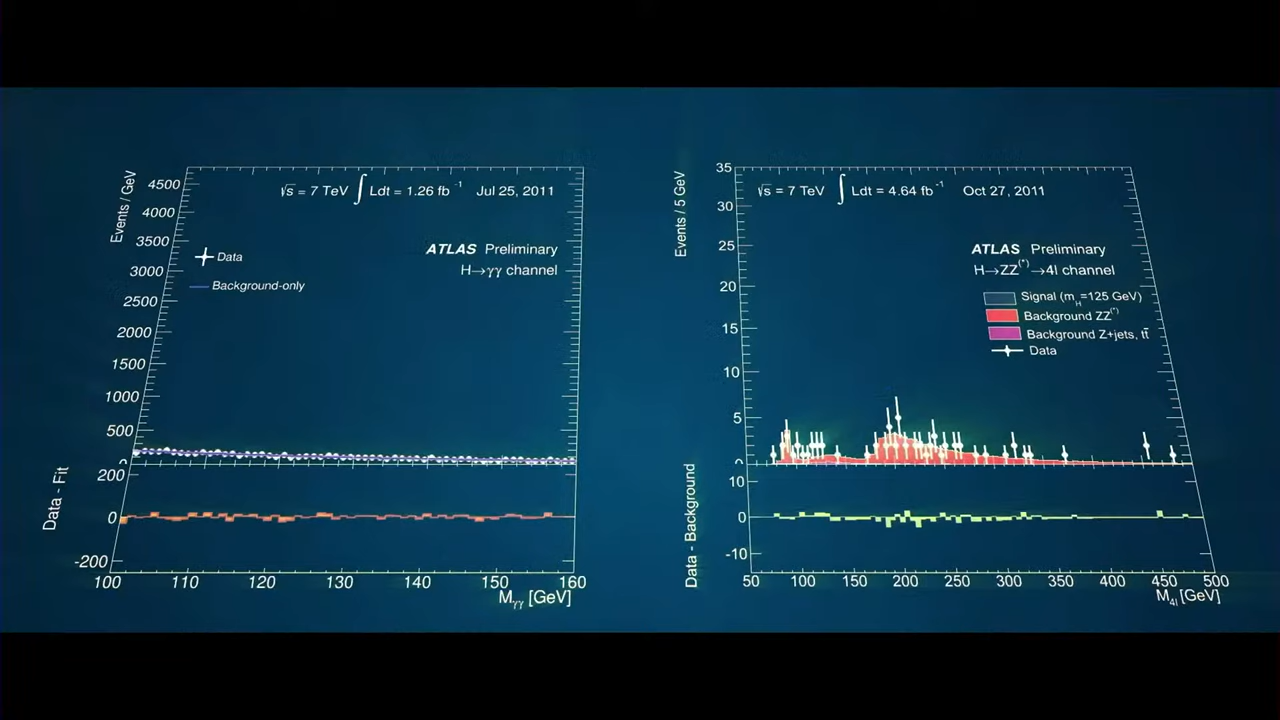 √s = 7 TeV ∫ Ldt = 1.26 fb⁻¹ Jul 25, 2011
Events / GeV
4500
4000
3500
3000
2500
2000
1500
1000
500
0
ATLAS Preliminary
H→γγ channel
Data
Background-only
Data - Fit
200
0
-200
100 110 120 130 140 150 160
Mγγ [GeV]
√s = 7 TeV ∫ Ldt = 4.64 fb⁻¹ Oct 27, 2011
Events / 5 GeV
35
30
25
20
15
10
5
0
ATLAS Preliminary
H→ZZ⁽*⁾→4l channel
Signal (mH=125 GeV)
Background ZZ⁽*⁾
Background Z+jets, tt̄
Data
Data - Background
10
0
-10
50 100 150 200 250 300 350 400 450 500
M4l [GeV]